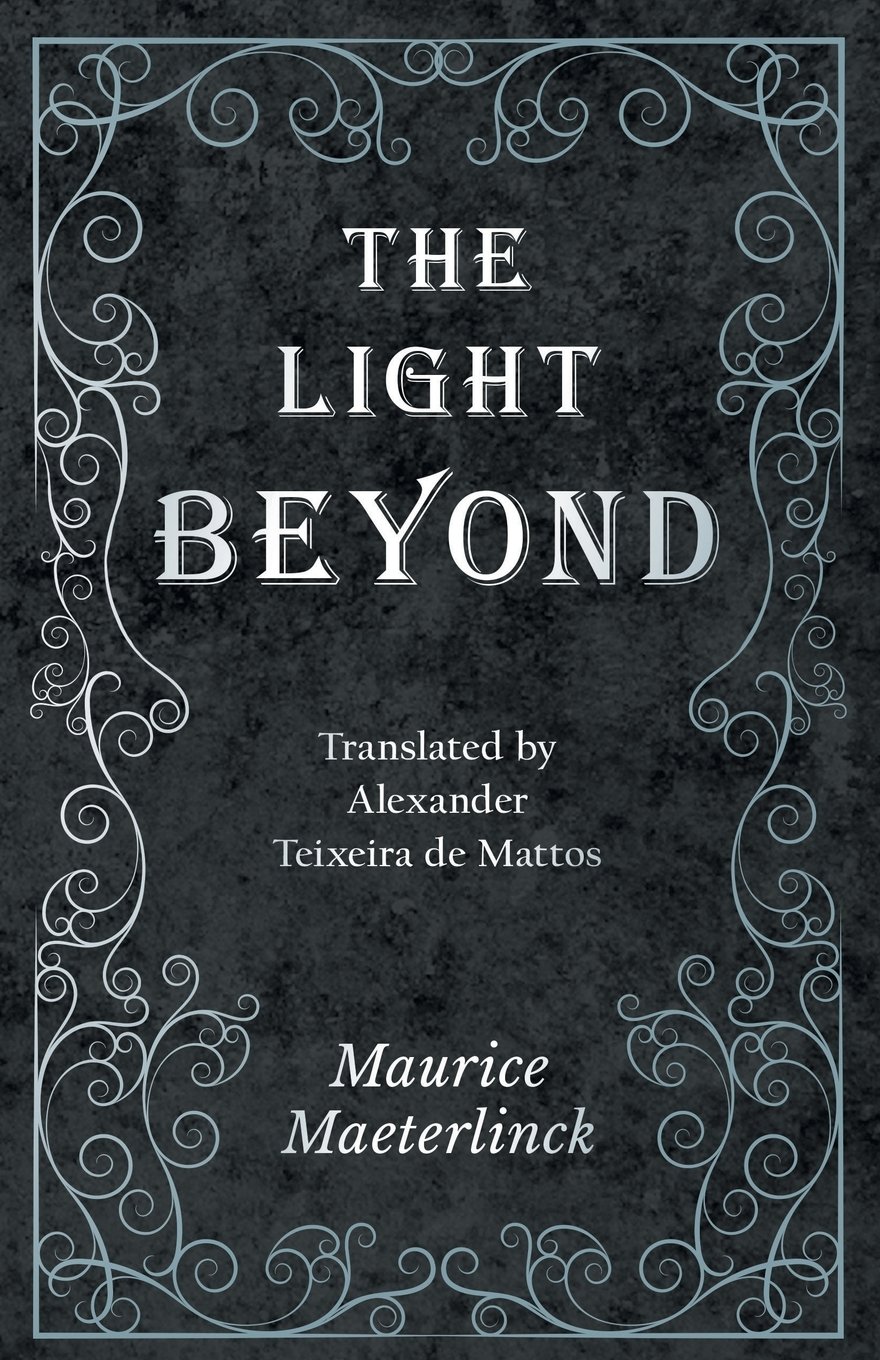 THE
LIGHT
BEYOND
Translated by
Alexander
Teixeira de Mattos
Maurice
Maeterlinck